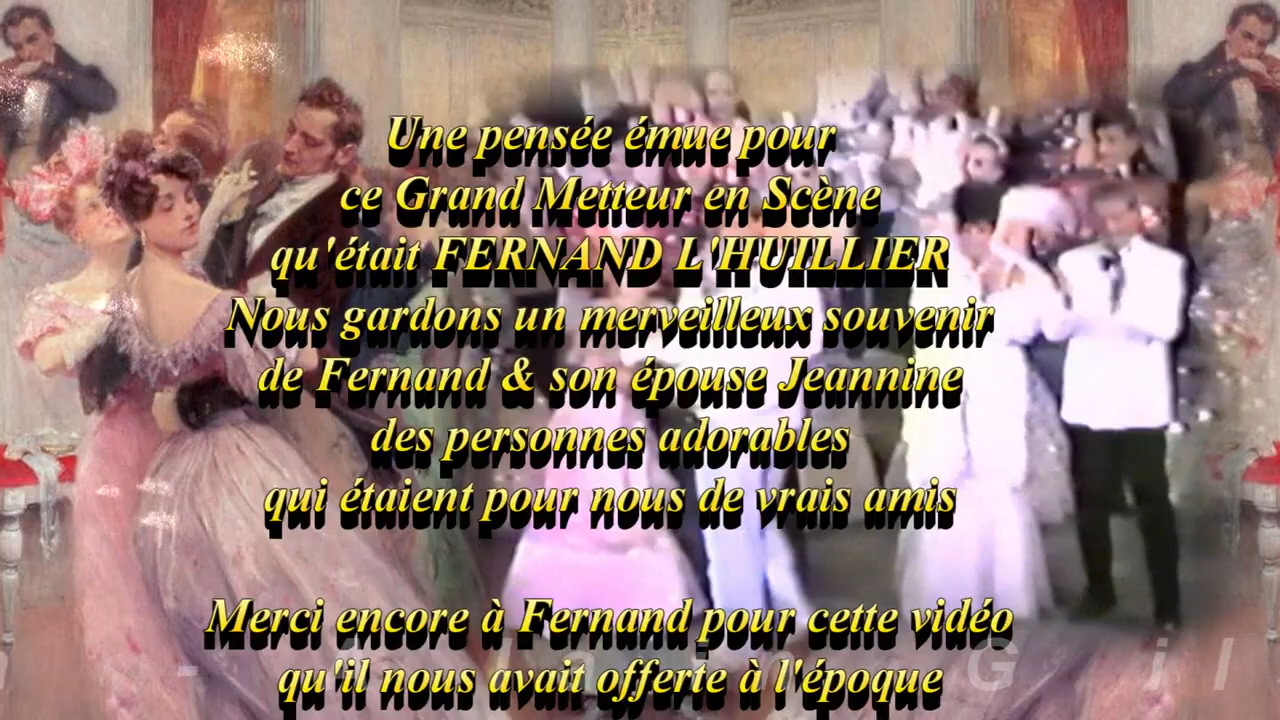 Une pensée émue pour
ce Grand Metteur en Scène
qu'était FERNAND L'HUILLIER
Nous gardons un merveilleux souvenir
de Fernand & son épouse Jeannine
des personnes adorables
qui étaient pour nous de vrais amis
Merci encore à Fernand pour cette vidéo
qu'il nous avait offerte à l'époque